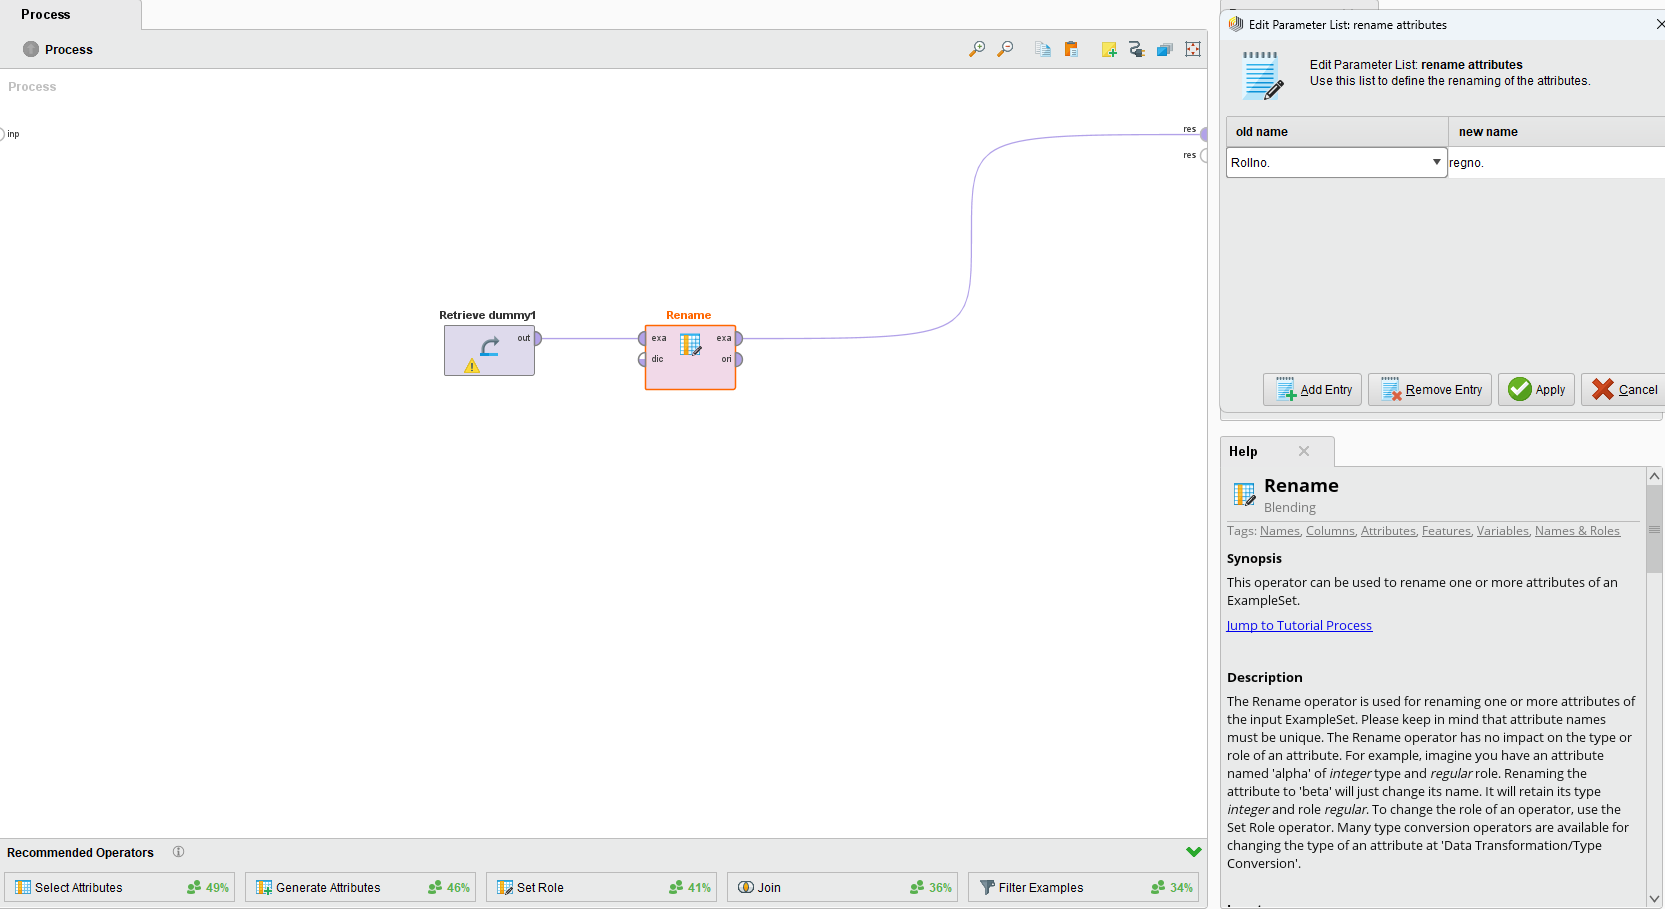 Process
Process
Process
inp
res
res
Retrieve dummy1
out
Rename
exa
exa
dic
ori
Recommended Operators
Select Attributes
49%
Generate Attributes
46%
Set Role
41%
Join
36%
Filter Examples
34%
Edit Parameter List: rename attributes
Edit Parameter List: rename attributes
Use this list to define the renaming of the attributes.
old name
new name
Rollno.
regno.
Add Entry
Remove Entry
Apply
Cancel
Help
Rename
Blending
Tags: Names, Columns, Attributes, Features, Variables, Names & Roles
Synopsis
This operator can be used to rename one or more attributes of an
ExampleSet.
Jump to Tutorial Process
Description
The Rename operator is used for renaming one or more attributes of
the input ExampleSet. Please keep in mind that attribute names
must be unique. The Rename operator has no impact on the type or
role of an attribute. For example, imagine you have an attribute
named 'alpha' of integer type and regular role. Renaming the
attribute to 'beta' will just change its name. It will retain its type
integer and role regular. To change the role of an operator, use the
Set Role operator. Many type conversion operators are available for
changing the type of an attribute at 'Data Transformation/Type
Conversion'.